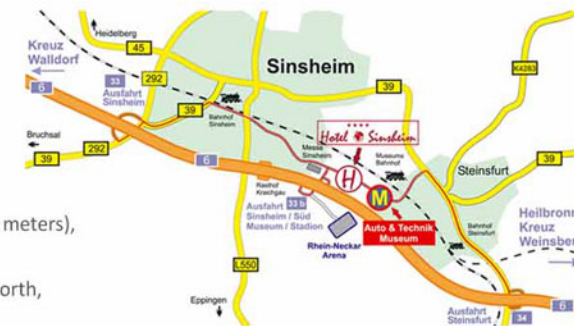 Heidelberg
Kreuz
Walldorf
45
292
33
Ausfahrt
Sinsheim
6
39
Bruchsal
39
292
Sinsheim
39
K4283
Bahnhof
Sinsheim
Messe
Sinsheim
★★★★
Hotel Sinsheim
Museums
Bahnhof
H
M
Steinsfurt
39
6
Rasthof
Kraichgau
Ausfahrt 33 b
Sinsheim / Süd
Museum / Stadion
Rhein-Neckar
Arena
Auto & Technik
Museum
Bahnhof
Steinsfurt
Heilbronn
Kreuz
Weinsber
L550
Eppingen
Ausfahrt
Steinsfurt
34
6
meters),
orth,